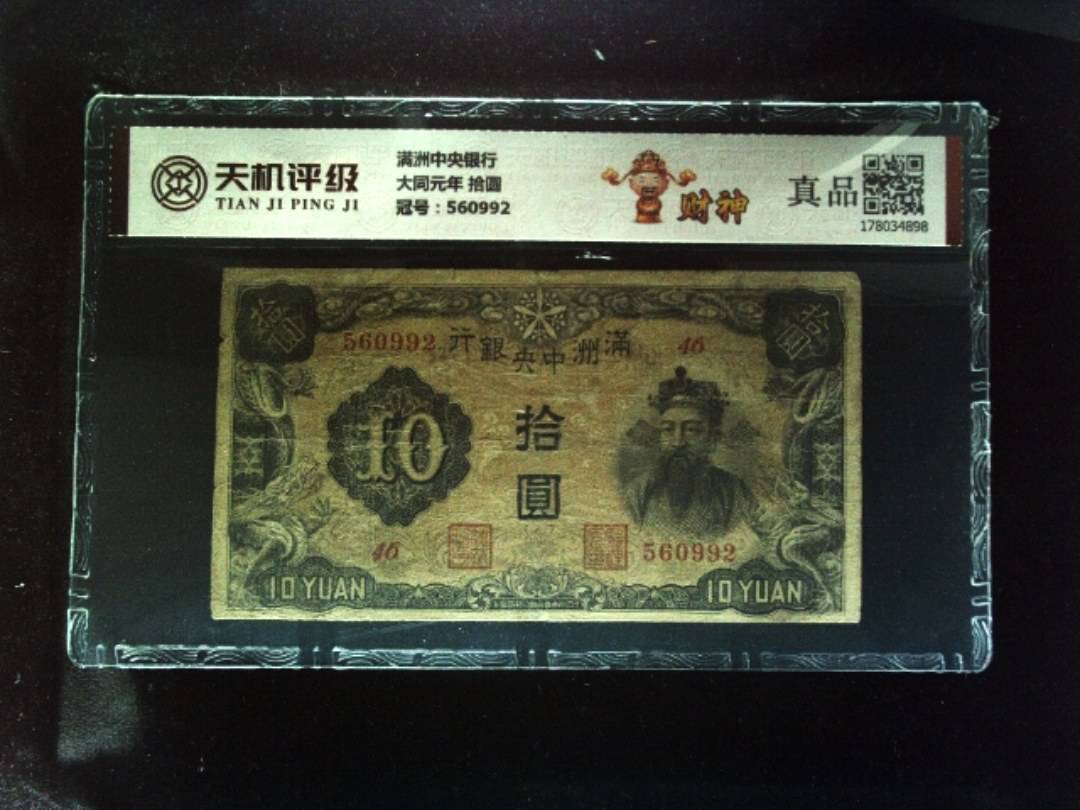 天机评级
TIAN JI PING JI
满洲中央银行
大同元年 拾圆
冠号：560992
财神
真品
178034898
拾圓
拾圓
560992 行銀央中洲滿 46
10
拾
圓
46
560992
10 YUAN
10 YUAN